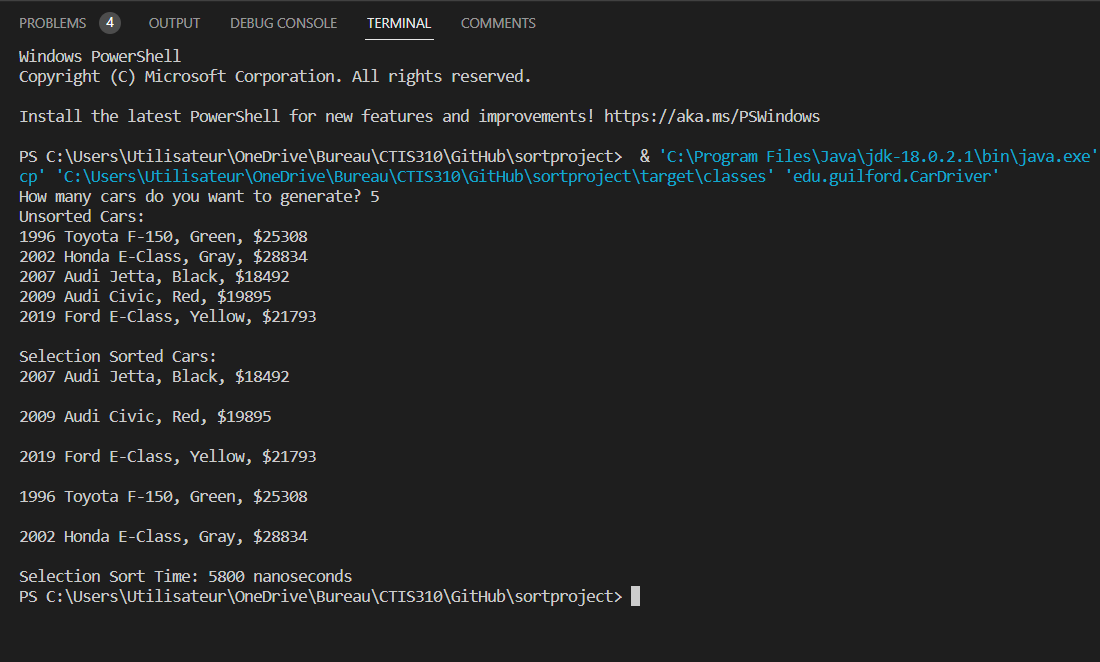 PROBLEMS 4 OUTPUT DEBUG CONSOLE TERMINAL COMMENTS
Windows PowerShell
Copyright (C) Microsoft Corporation. All rights reserved.
Install the latest PowerShell for new features and improvements! https://aka.ms/PSWindows
PS C:\Users\Utilisateur\OneDrive\Bureau\CTIS310\GitHub\sortproject>  & 'C:\Program Files\Java\jdk-18.0.2.1\bin\java.exe'
cp' 'C:\Users\Utilisateur\OneDrive\Bureau\CTIS310\GitHub\sortproject\target\classes' 'edu.guilford.CarDriver'
How many cars do you want to generate? 5
Unsorted Cars:
1996 Toyota F-150, Green, $25308
2002 Honda E-Class, Gray, $28834
2007 Audi Jetta, Black, $18492
2009 Audi Civic, Red, $19895
2019 Ford E-Class, Yellow, $21793
Selection Sorted Cars:
2007 Audi Jetta, Black, $18492
2009 Audi Civic, Red, $19895
2019 Ford E-Class, Yellow, $21793
1996 Toyota F-150, Green, $25308
2002 Honda E-Class, Gray, $28834
Selection Sort Time: 5800 nanoseconds
PS C:\Users\Utilisateur\OneDrive\Bureau\CTIS310\GitHub\sortproject>